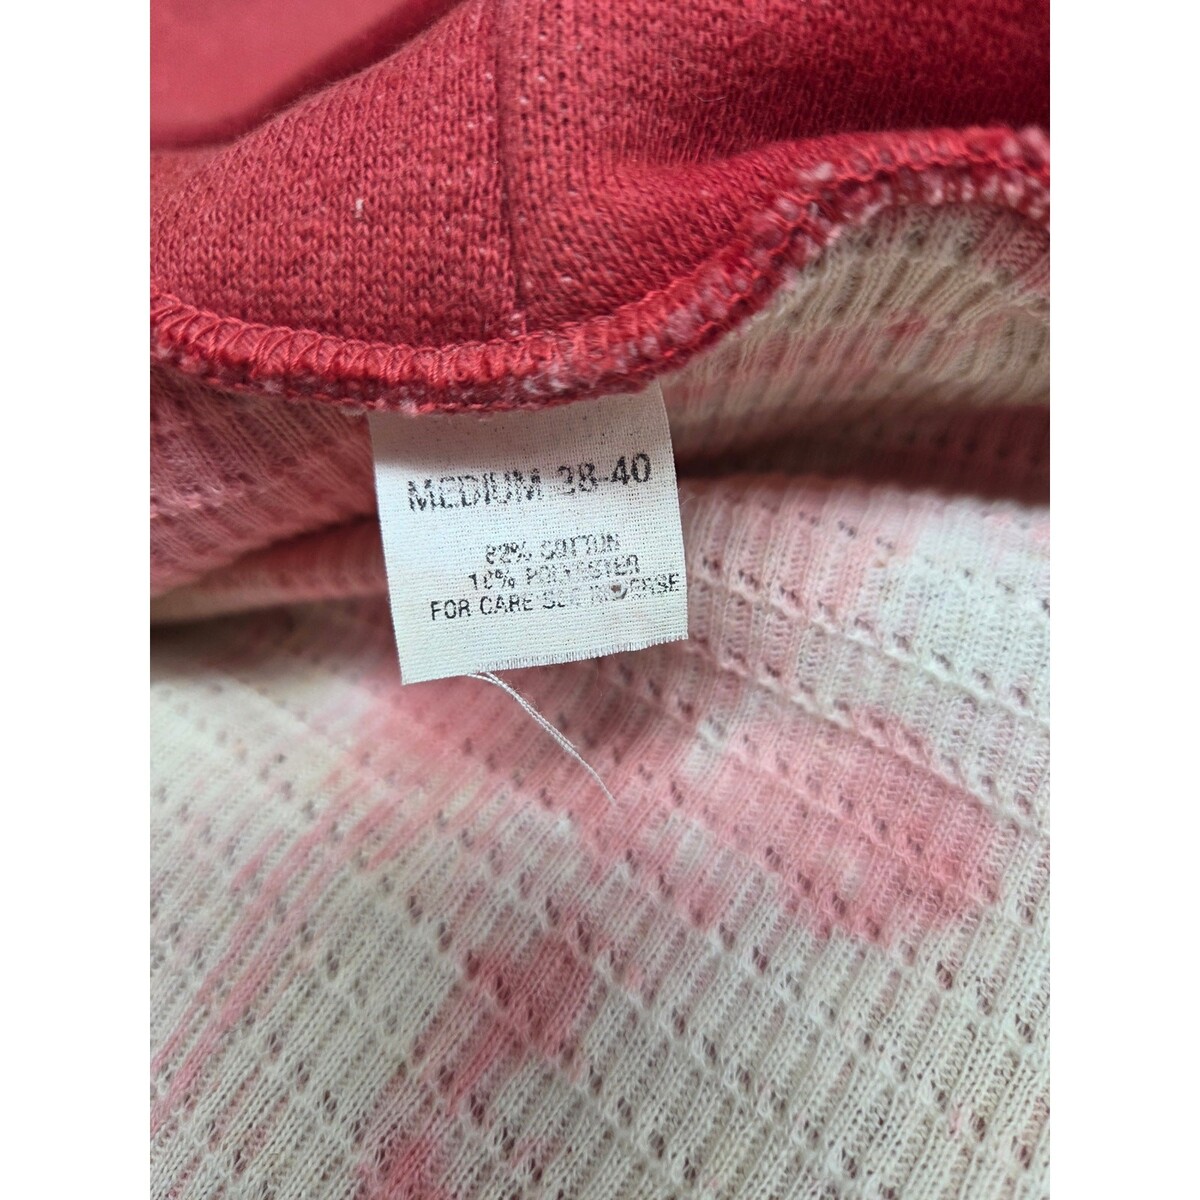 MEDIUM 38-40
82% COTTON
18% POLYESTER
FOR CARE SEE REVERSE